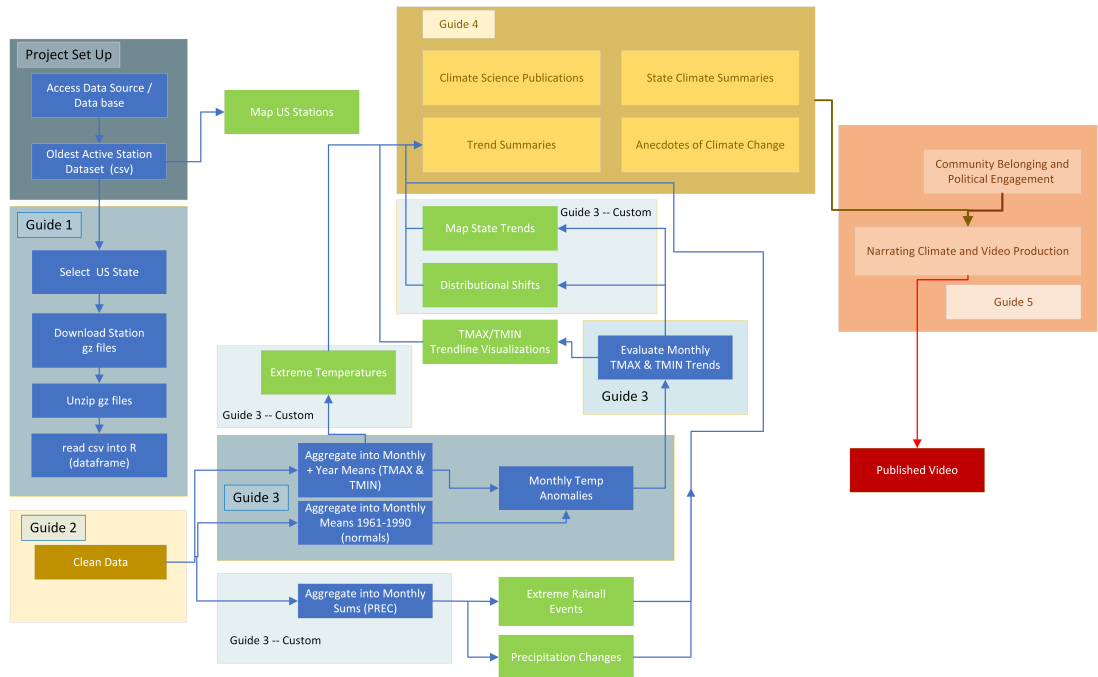 Project Set Up
Access Data Source /
Data base
Oldest Active Station
Dataset (csv)
Map US Stations
Guide 1
Select US State
Download Station
gz files
Unzip gz files
read csv into R
(dataframe)
Guide 2
Clean Data
Guide 4
Climate Science Publications
State Climate Summaries
Trend Summaries
Anecdotes of Climate Change
Guide 3 -- Custom
Map State Trends
Distributional Shifts
TMAX/TMIN
Trendline Visualizations
Evaluate Monthly
TMAX & TMIN Trends
Guide 3
Extreme Temperatures
Guide 3 -- Custom
Aggregate into Monthly
+ Year Means (TMAX &
TMIN)
Guide 3
Aggregate into Monthly
Means 1961-1990
(normals)
Monthly Temp
Anomalies
Aggregate into Monthly
Sums (PREC)
Guide 3 -- Custom
Extreme Rainall
Events
Precipitation Changes
Community Belonging and
Political Engagement
Narrating Climate and Video Production
Guide 5
Published Video